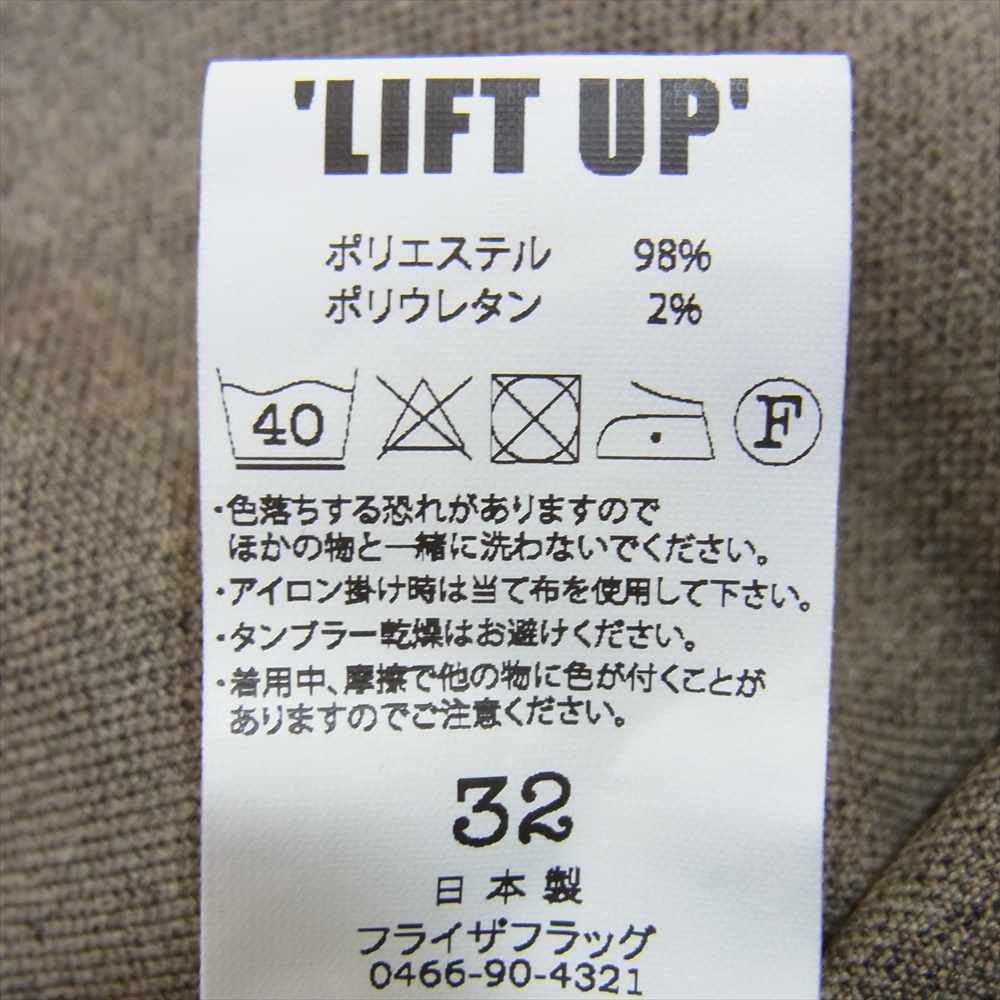 'LIFT UP'
ポリエステル 98%
ポリウレタン 2%
40 F
・色落ちする恐れがありますので
ほかの物と一緒に洗わないでください。
・アイロン掛け時は当て布を使用して下さい。
・タンブラー乾燥はお避けください。
・着用中、摩擦で他の物に色が付くことが
ありますのでご注意ください。
32
日本製
フライザフラッグ
0466-90-4321